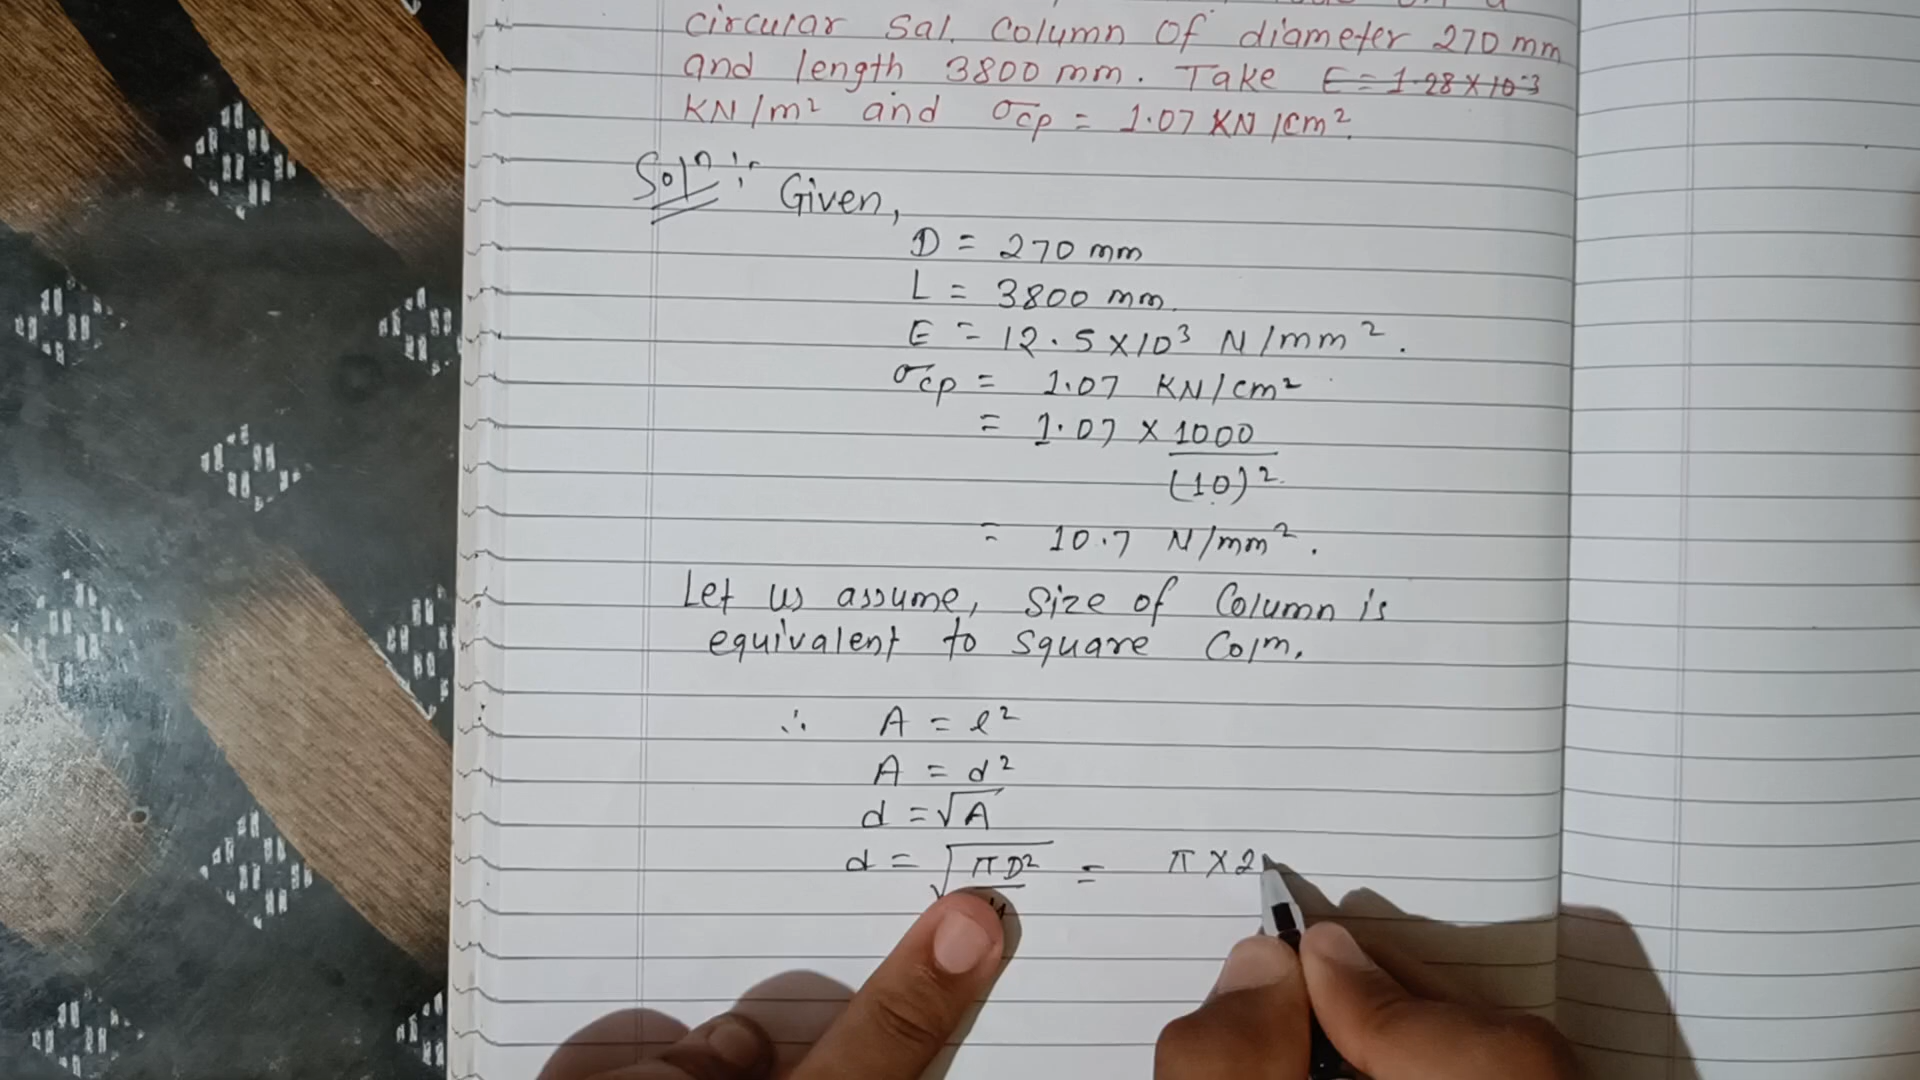 circular Sal. Column Of diameter 270 mm
and length 3800 mm. Take E = 1.28 X 10-3
KN/m² and σcp = 1.07 KN/cm².
Solⁿ: Given,
D = 270 mm
L = 3800 mm.
E = 12.5 X 10³ N/mm².
σcp = 1.07 KN/cm²
= 1.07 X 1000
(10)²
= 10.7 N/mm².
Let us assume, Size of Column is
equivalent to Square Colm.
∴ A = l²
A = d²
d = √A
d = √πD² = π X 2